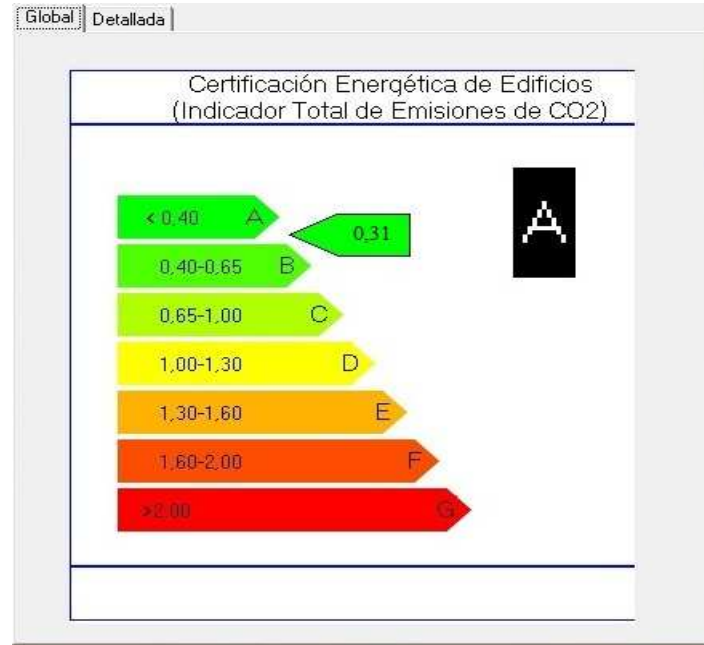 Global Detallada
Certificación Energética de Edificios
(Indicador Total de Emisiones de CO2)
< 0,40 A
0,31
A
0,40-0,65 B
0,65-1,00 C
1,00-1,30 D
1,30-1,60 E
1,60-2,00 F
>2,00 G